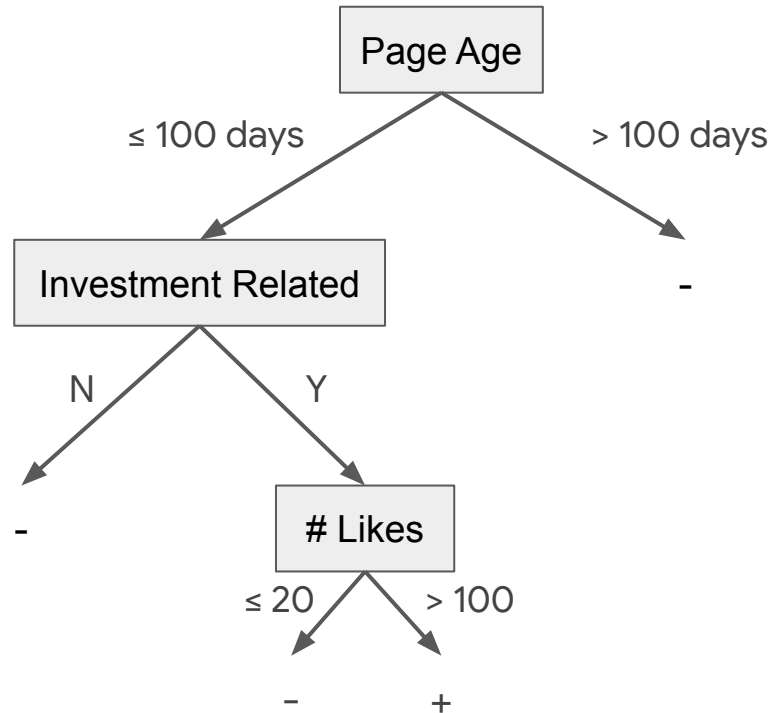 Page Age
≤ 100 days
> 100 days
Investment Related
-
N
Y
-
# Likes
≤ 20
> 100
-
+